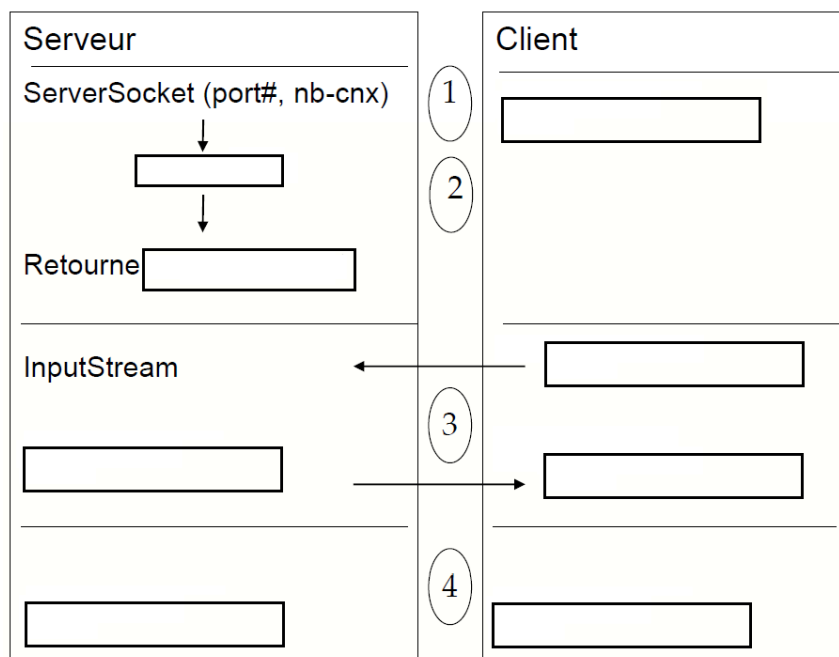 Serveur
Client
ServerSocket (port#, nb-cnx)
1
2
Retourne
InputStream
3
4